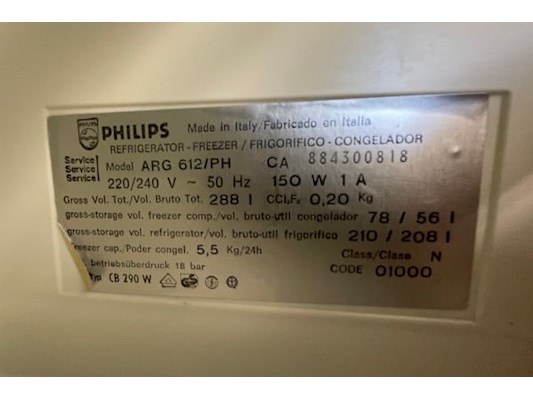 PHILIPS Made in Italy/Fabricado en Italia
REFRIGERATOR-FREEZER/FRIGORÍFICO-CONGELADOR
Service
Service
Service
Model ARG 612/PH CA 884300818
220/240 V ~ 50 Hz 150 W 1 A
Gross Vol. Tot./Vol. Bruto Tot. 288 l CCl₂F₂ 0,20 Kg
gross-storage vol. freezer comp./vol. bruto-util congelador 78 / 56 l
gross-storage vol. refrigerator/vol. bruto-util frigorifico 210 / 208 l
Freezer cap./Poder congel. 5,5 Kg/24h Class/Clase N
betriebsüberdruck 18 bar CODE 01000
typ CB 290 W